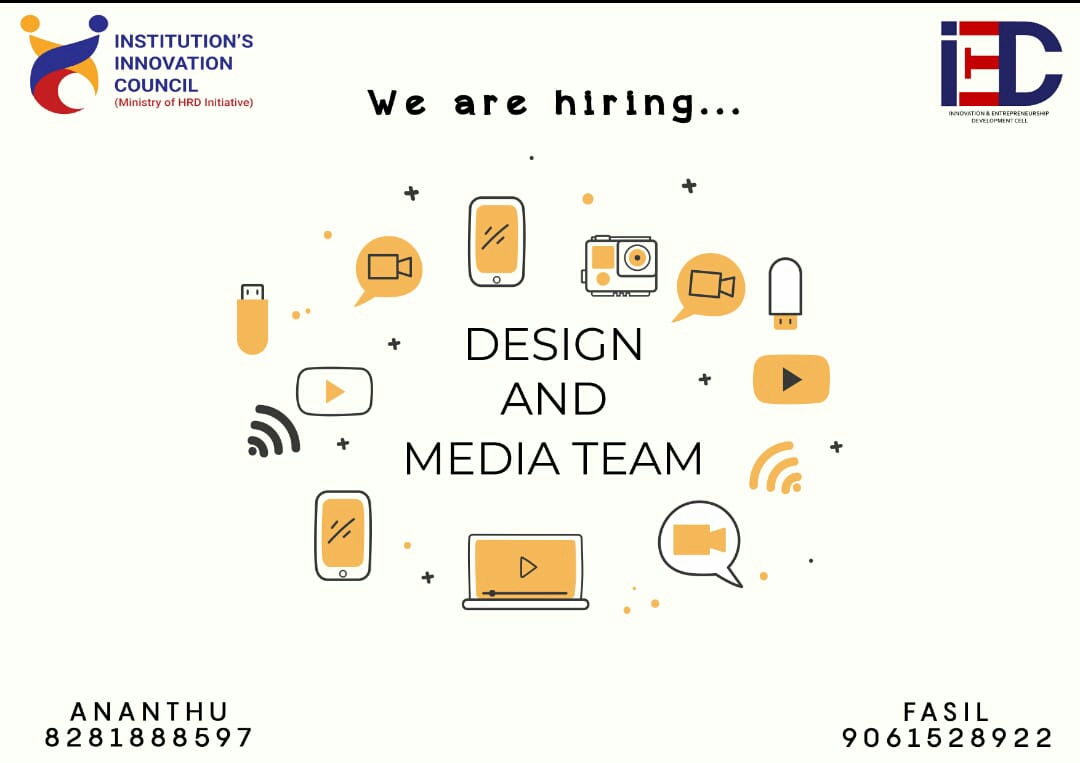 INSTITUTION'S
INNOVATION
COUNCIL
(Ministry of HRD Initiative)
iEDC
INNOVATION & ENTREPRENEURSHIP
DEVELOPMENT CELL
We are hiring...
DESIGN
AND
MEDIA TEAM
ANANTHU
8281888597
FASIL
9061528922